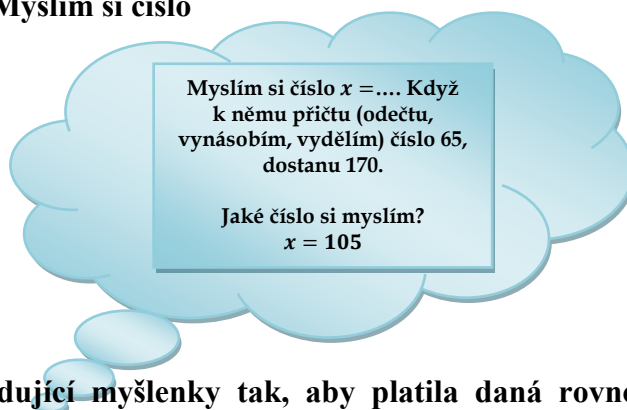 Myslím si číslo
Myslím si číslo x =…. Když
k němu přičtu (odečtu,
vynásobím, vydělím) číslo 65,
dostanu 170.
Jaké číslo si myslím?
x = 105
dující myšlenky tak, aby platila daná